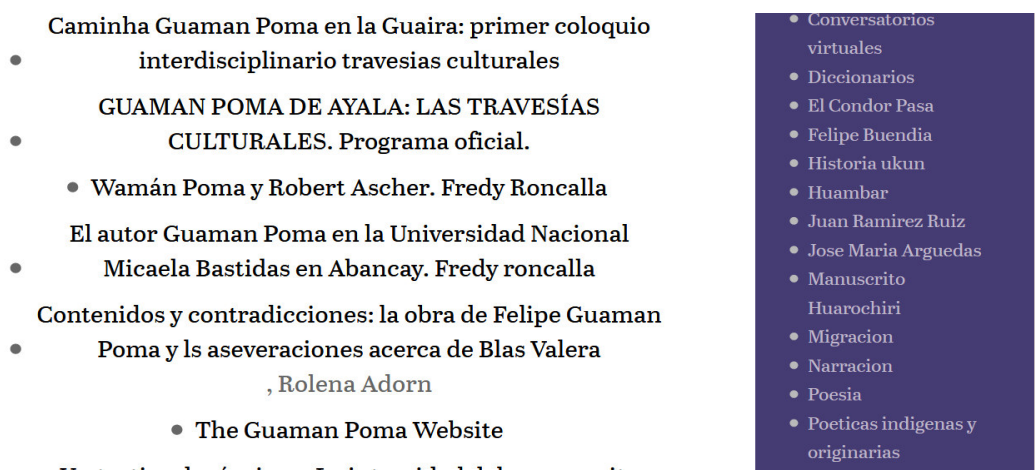 Caminha Guaman Poma en la Guaira: primer coloquio
interdisciplinario travesias culturales
GUAMAN POMA DE AYALA: LAS TRAVESÍAS
CULTURALES. Programa oficial.
Wamán Poma y Robert Ascher. Fredy Roncalla
El autor Guaman Poma en la Universidad Nacional
Micaela Bastidas en Abancay. Fredy roncalla
Contenidos y contradicciones: la obra de Felipe Guaman
Poma y ls aseveraciones acerca de Blas Valera
, Rolena Adorn
The Guaman Poma Website
Conversatorios
virtuales
Diccionarios
El Condor Pasa
Felipe Buendia
Historia ukun
Huambar
Juan Ramirez Ruiz
Jose Maria Arguedas
Manuscrito
Huarochiri
Migracion
Narracion
Poesia
Poeticas indigenas y
originarias